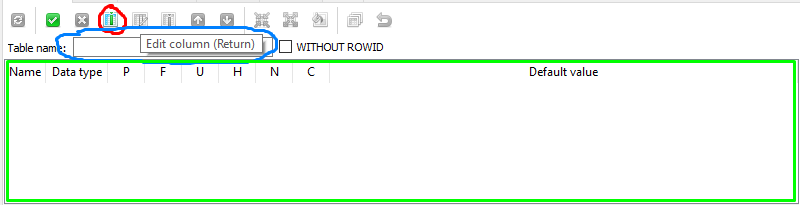 Edit column (Return)
Table name:
WITHOUT ROWID
Name Data type P F U H N C Default value